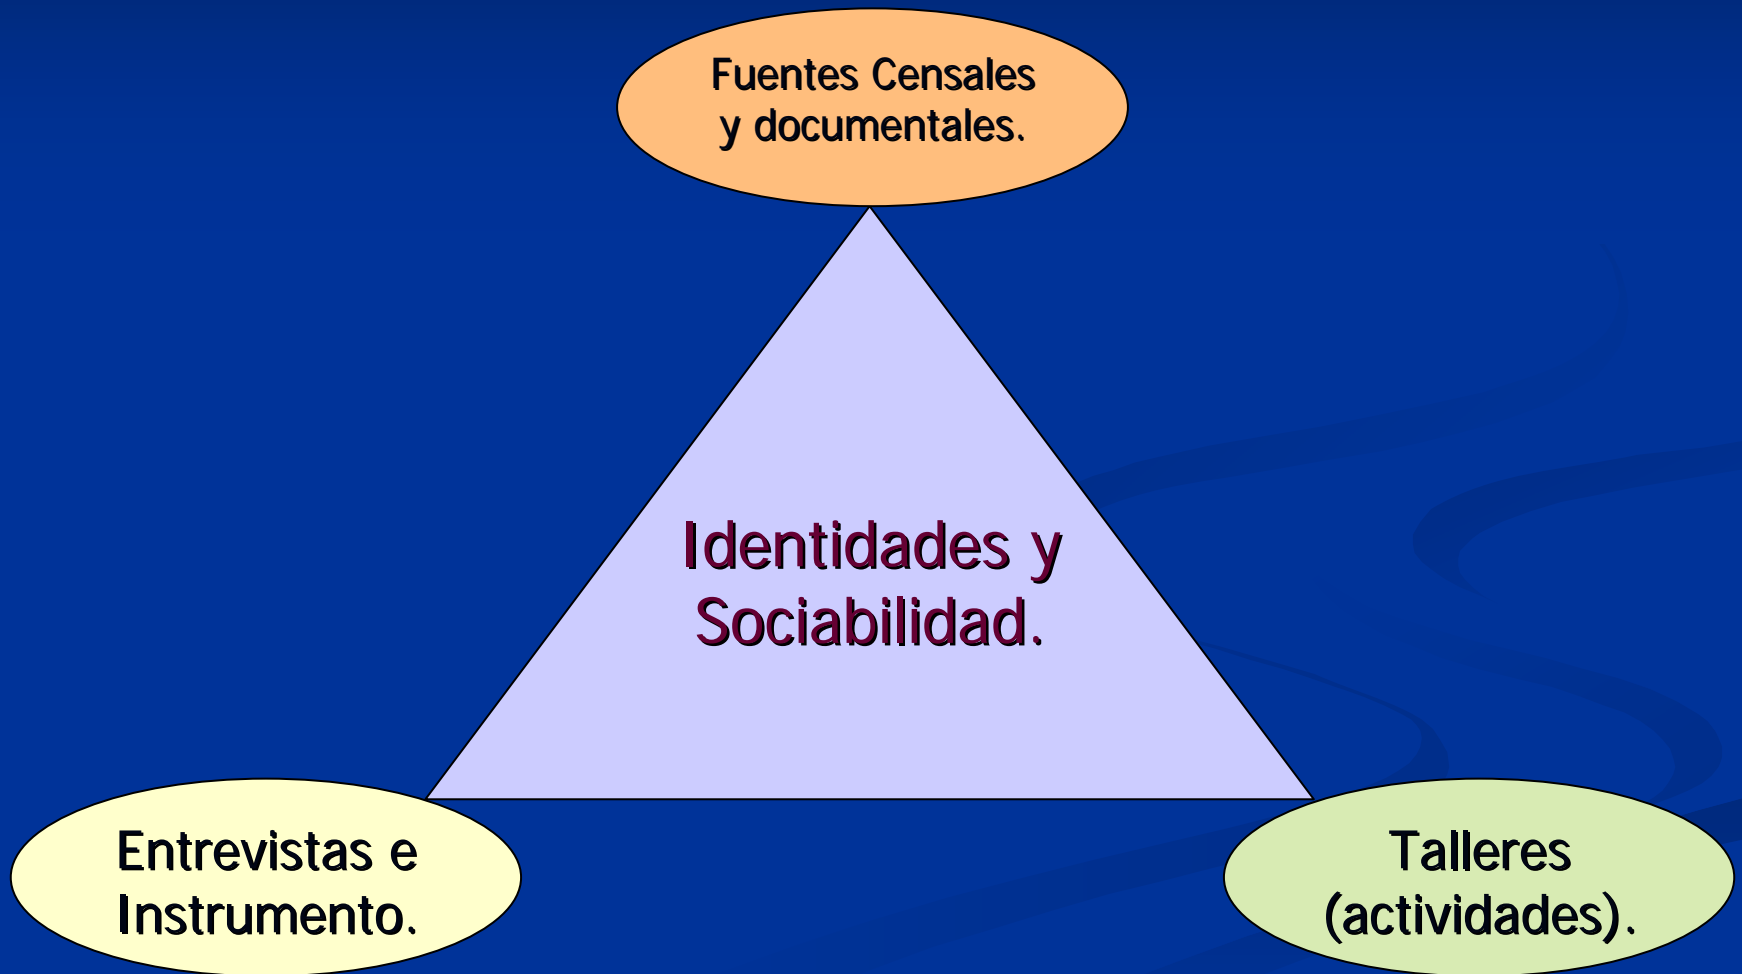 Fuentes Censales
y documentales.
Identidades y
Sociabilidad.
Entrevistas e
Instrumento.
Talleres
(actividades).